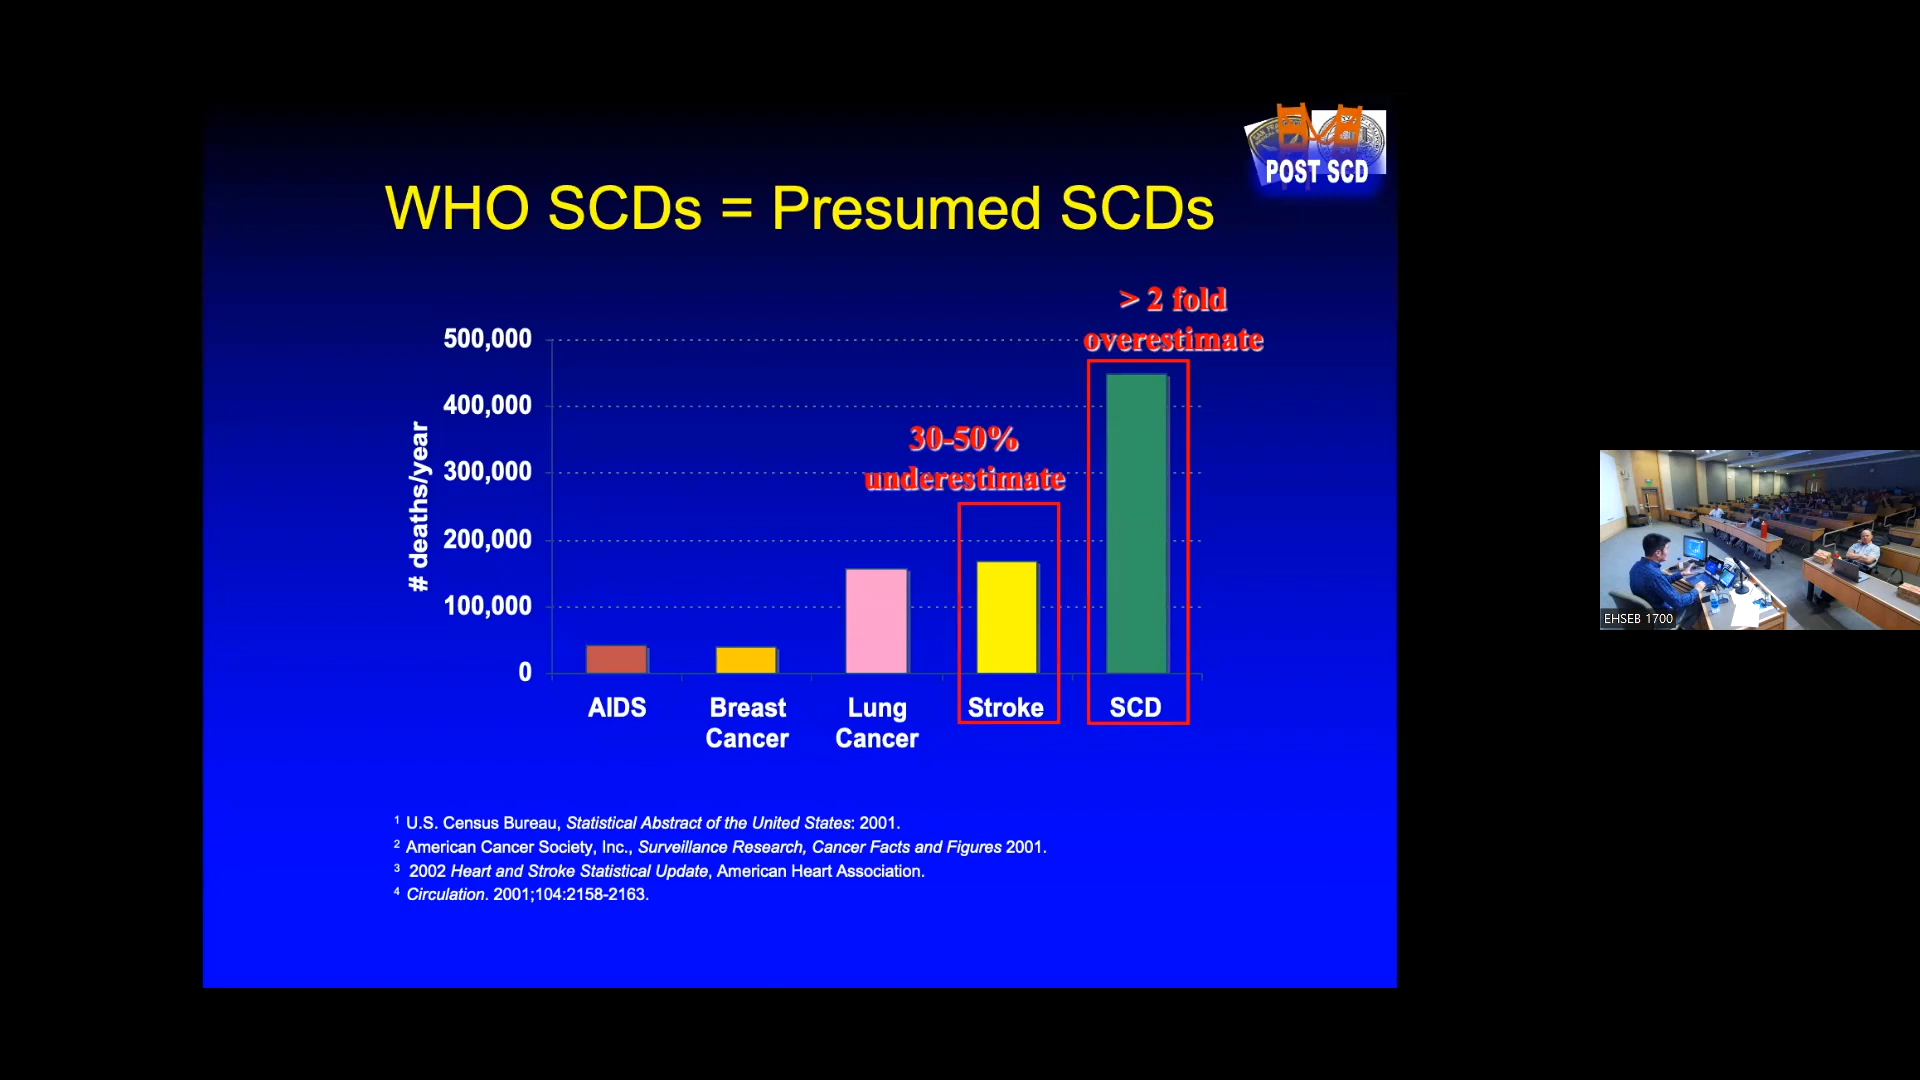 POST SCD
WHO SCDs = Presumed SCDs
> 2 fold
overestimate
30-50%
underestimate
# deaths/year
500,000
400,000
300,000
200,000
100,000
0
AIDS
Breast
Cancer
Lung
Cancer
Stroke
SCD
1 U.S. Census Bureau, Statistical Abstract of the United States: 2001.
2 American Cancer Society, Inc., Surveillance Research, Cancer Facts and Figures 2001.
3 2002 Heart and Stroke Statistical Update, American Heart Association.
4 Circulation. 2001;104:2158-2163.
EHSEB 1700